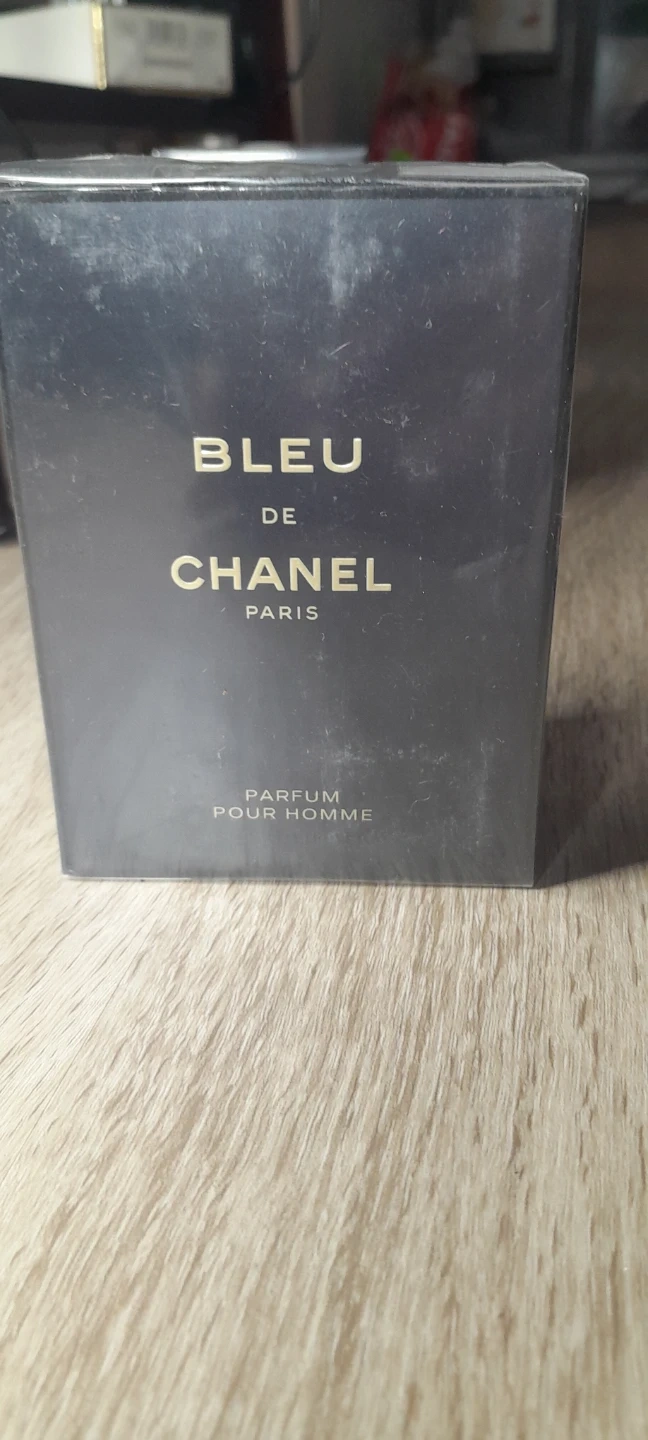 BLEU
DE
CHANEL
PARIS
PARFUM
POUR HOMME